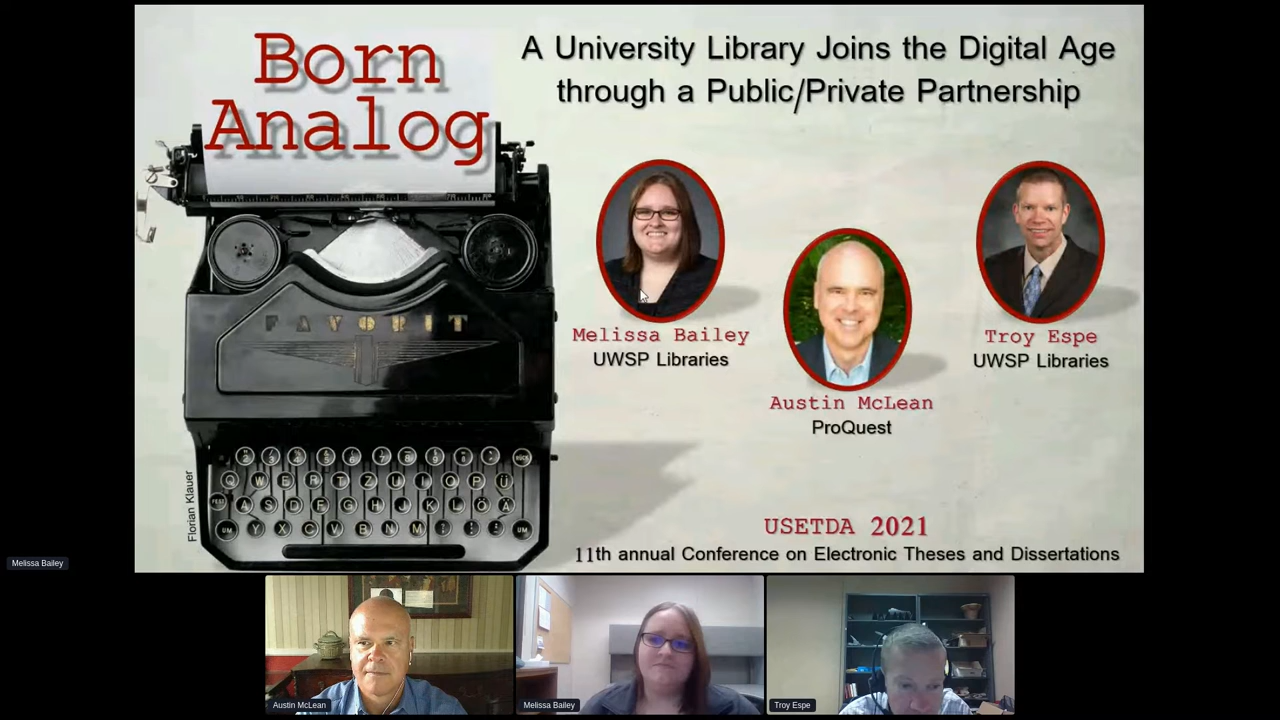 Born
Analog
A University Library Joins the Digital Age
through a Public/Private Partnership
Melissa Bailey
UWSP Libraries
Austin McLean
ProQuest
Troy Espe
UWSP Libraries
FAVORIT
Q W E R T Z U I O P Ü
A S D F G H J K L Ö Ä
UM Y X C V B N M UM
Florian Klauer
USETDA 2021
11th annual Conference on Electronic Theses and Dissertations
Melissa Bailey
Austin McLean
Melissa Bailey
Troy Espe